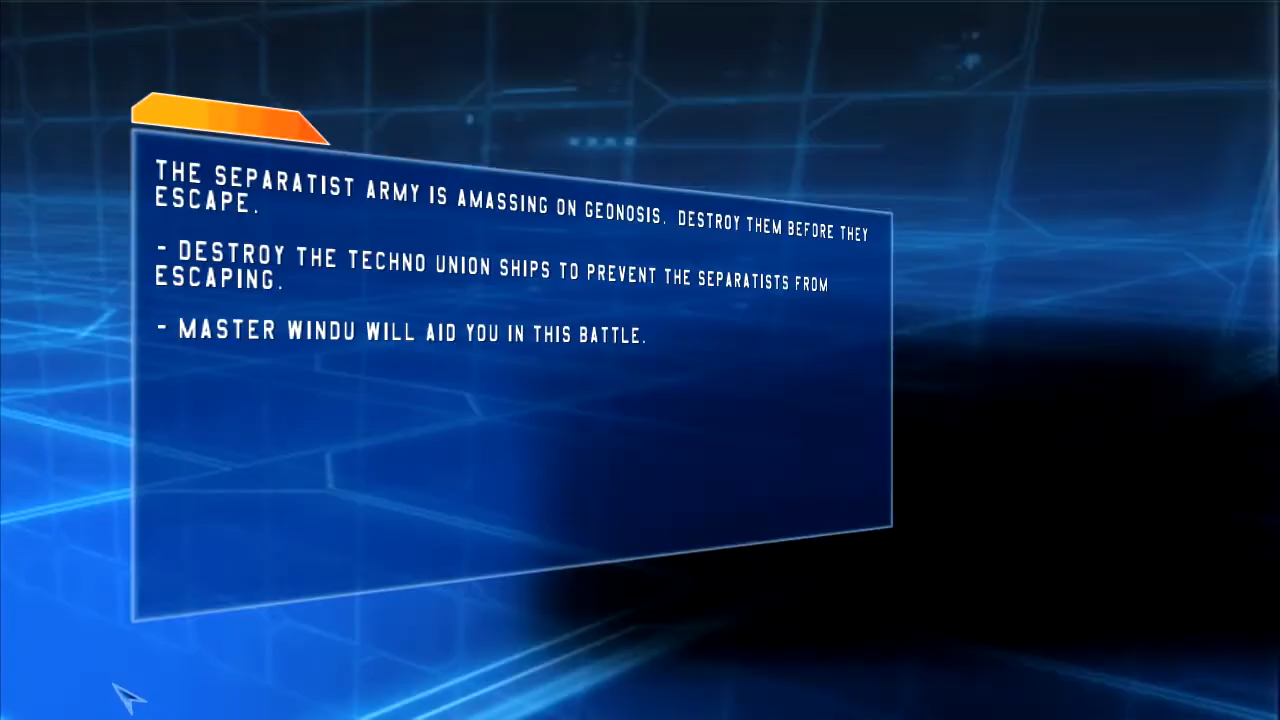 THE SEPARATIST ARMY IS AMASSING ON GEONOSIS. DESTROY THEM BEFORE THEY
ESCAPE.
- DESTROY THE TECHNO UNION SHIPS TO PREVENT THE SEPARATISTS FROM
ESCAPING.
- MASTER WINDU WILL AID YOU IN THIS BATTLE.